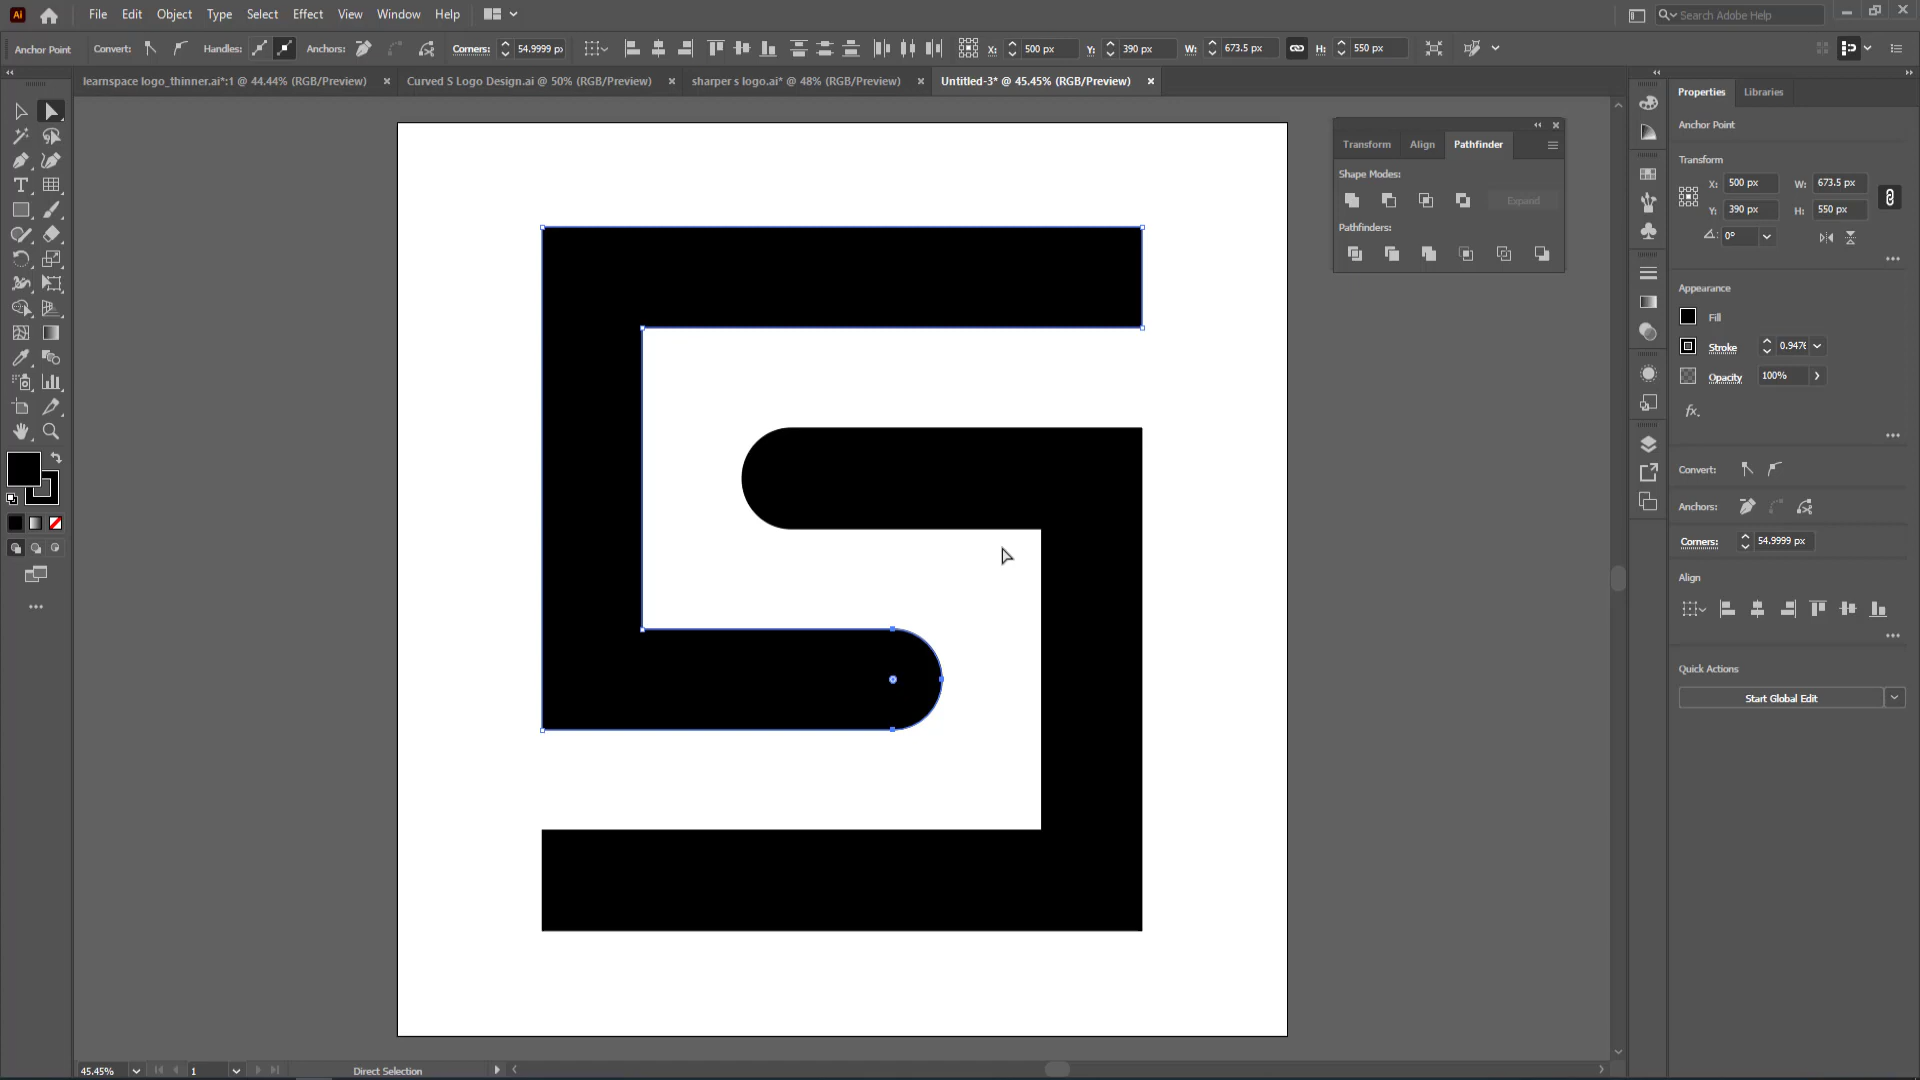 Ai File Edit Object Type Select Effect View Window Help Search Adobe Help
Anchor Point Convert: Handles: Anchors: Corners: 54.9999 px X: 500 px Y: 390 px W: 673.5 px H: 550 px
learnspace logo_thinner.ai*:1 @ 44.44% (RGB/Preview) × Curved S Logo Design.ai @ 50% (RGB/Preview) × sharper s logo.ai* @ 48% (RGB/Preview) × Untitled-3* @ 45.45% (RGB/Preview) ×
Transform Align Pathfinder
Shape Modes:
Expand
Pathfinders:
Properties Libraries
Anchor Point
Transform
X: 500 px W: 673.5 px
Y: 390 px H: 550 px
0°
Appearance
Fill
Stroke 0.947
Opacity 100%
fx.
Convert:
Anchors:
Corners: 54.9999 px
Align
Quick Actions
Start Global Edit
45.45% 1 Direct Selection